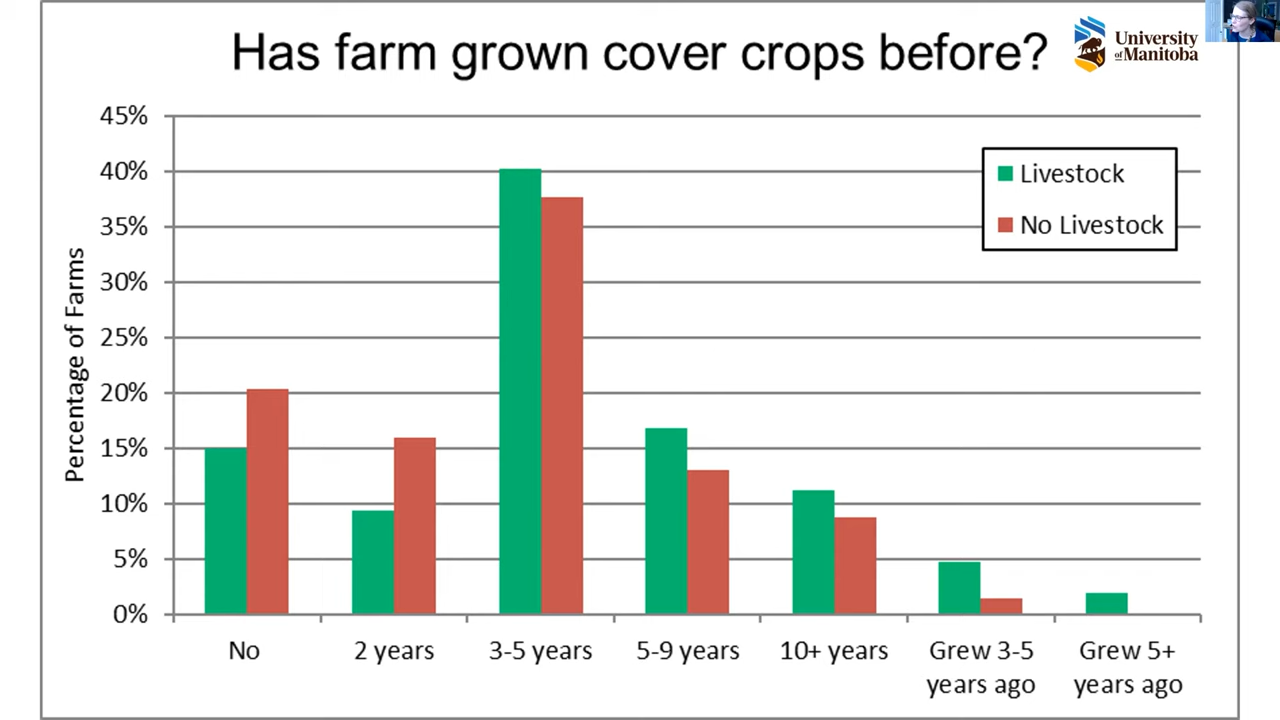 Has farm grown cover crops before?
University
of Manitoba
45%
40%
35%
30%
25%
20%
15%
10%
5%
0%
Percentage of Farms
Livestock
No Livestock
No
2 years
3-5 years
5-9 years
10+ years
Grew 3-5
years ago
Grew 5+
years ago